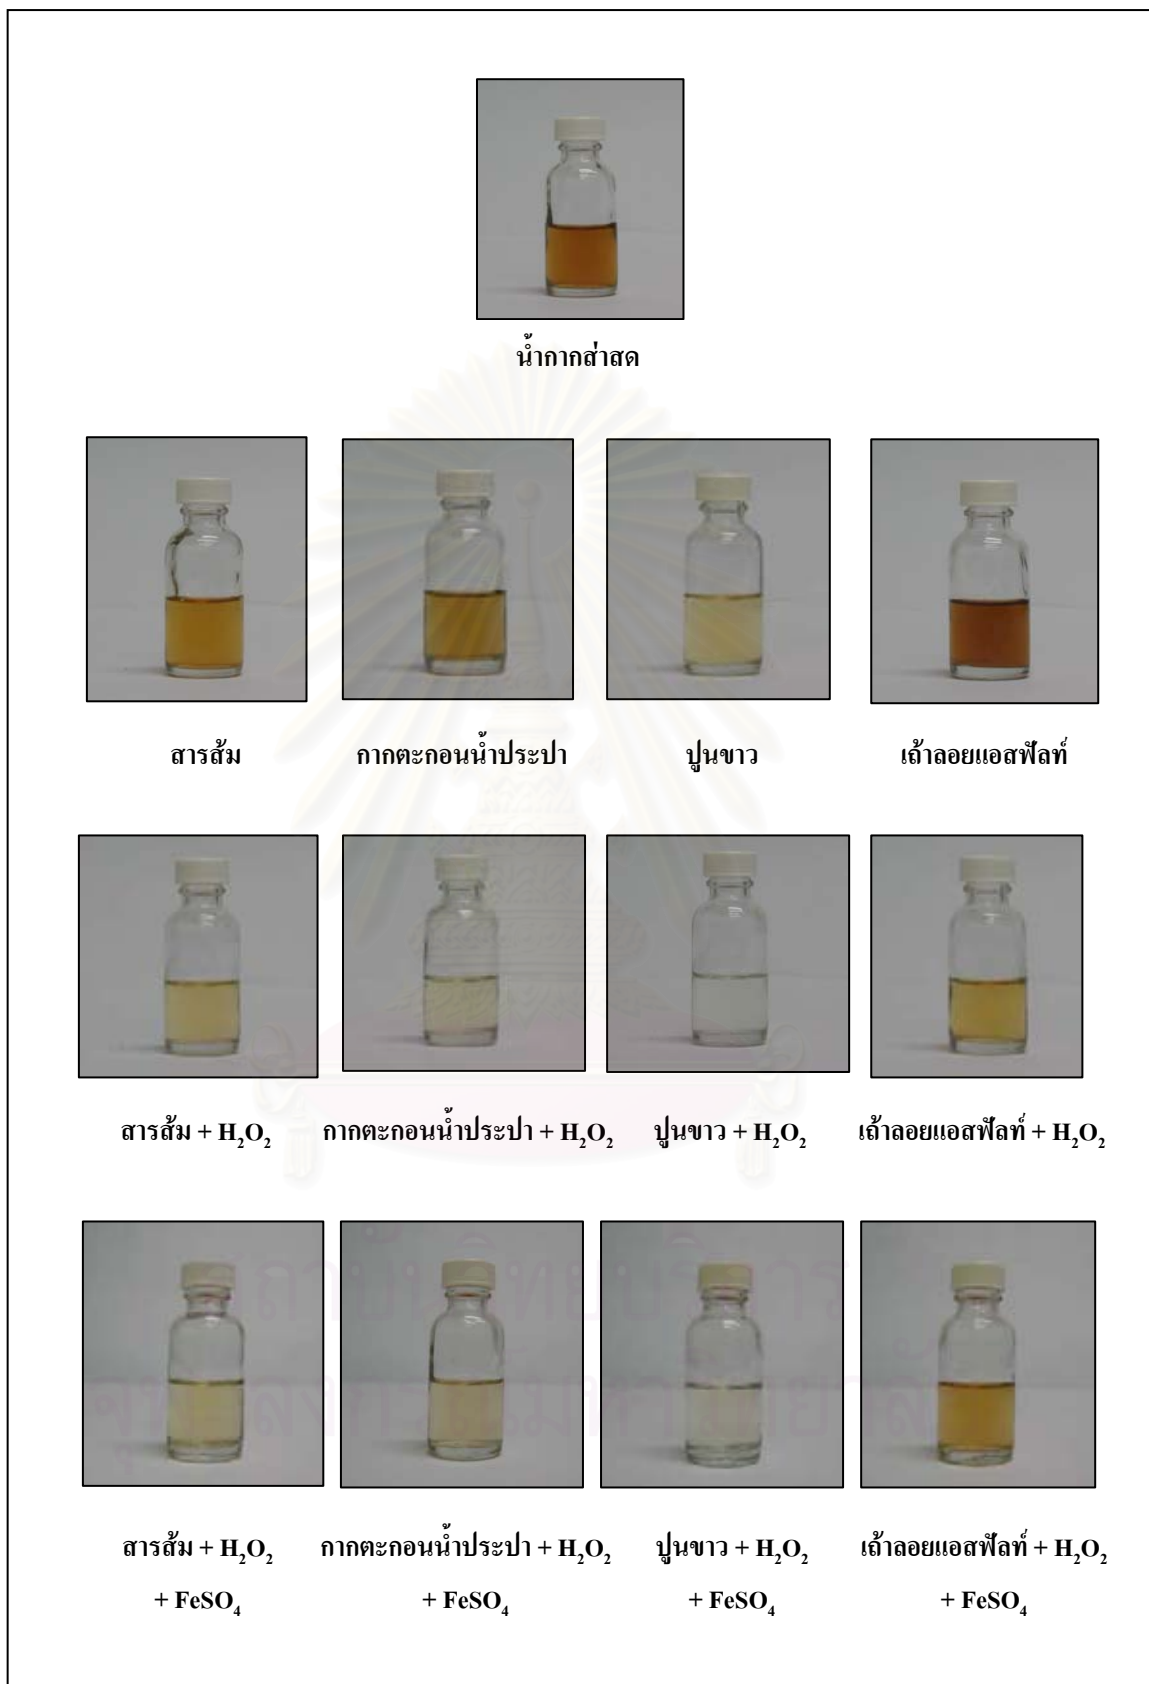 น้ำกากส่าสด
สารส้ม กากตะกอนน้ำประปา ปูนขาว เถ้าลอยแอสฟัลท์
สารส้ม + H₂O₂ กากตะกอนน้ำประปา + H₂O₂ ปูนขาว + H₂O₂ เถ้าลอยแอสฟัลท์ + H₂O₂
สารส้ม + H₂O₂ กากตะกอนน้ำประปา + H₂O₂ ปูนขาว + H₂O₂ เถ้าลอยแอสฟัลท์ + H₂O₂
+ FeSO₄ + FeSO₄ + FeSO₄ + FeSO₄